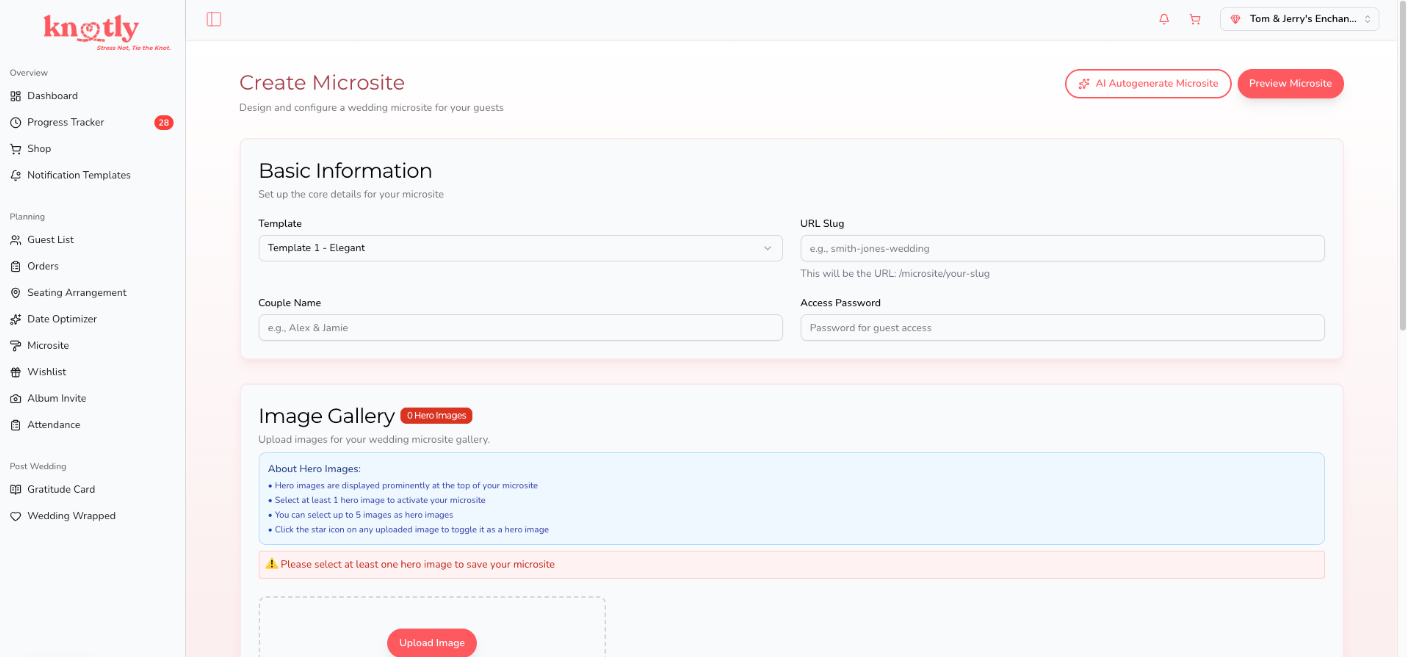 knotly
Stress Not, Tie the Knot.
Overview
Dashboard
Progress Tracker 28
Shop
Notification Templates
Planning
Guest List
Orders
Seating Arrangement
Date Optimizer
Microsite
Wishlist
Album Invite
Attendance
Post Wedding
Gratitude Card
Wedding Wrapped
Tom & Jerry's Enchan...
Create Microsite
Design and configure a wedding microsite for your guests
AI Autogenerate Microsite
Preview Microsite
Basic Information
Set up the core details for your microsite
Template
Template 1 - Elegant
URL Slug
e.g., smith-jones-wedding
This will be the URL: /microsite/your-slug
Couple Name
e.g., Alex & Jamie
Access Password
Password for guest access
Image Gallery 0 Hero Images
Upload images for your wedding microsite gallery.
About Hero Images:
• Hero images are displayed prominently at the top of your microsite
• Select at least 1 hero image to activate your microsite
• You can select up to 5 images as hero images
• Click the star icon on any uploaded image to toggle it as a hero image
⚠️ Please select at least one hero image to save your microsite
Upload Image